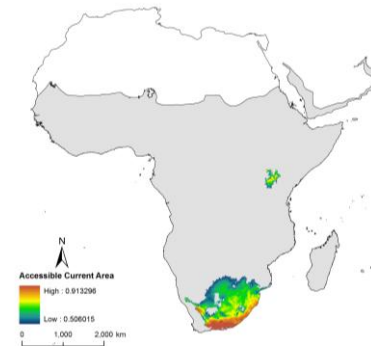 N
Accessible Current Area
High : 0.913296
Low : 0.506015
0 1,000 2,000 km